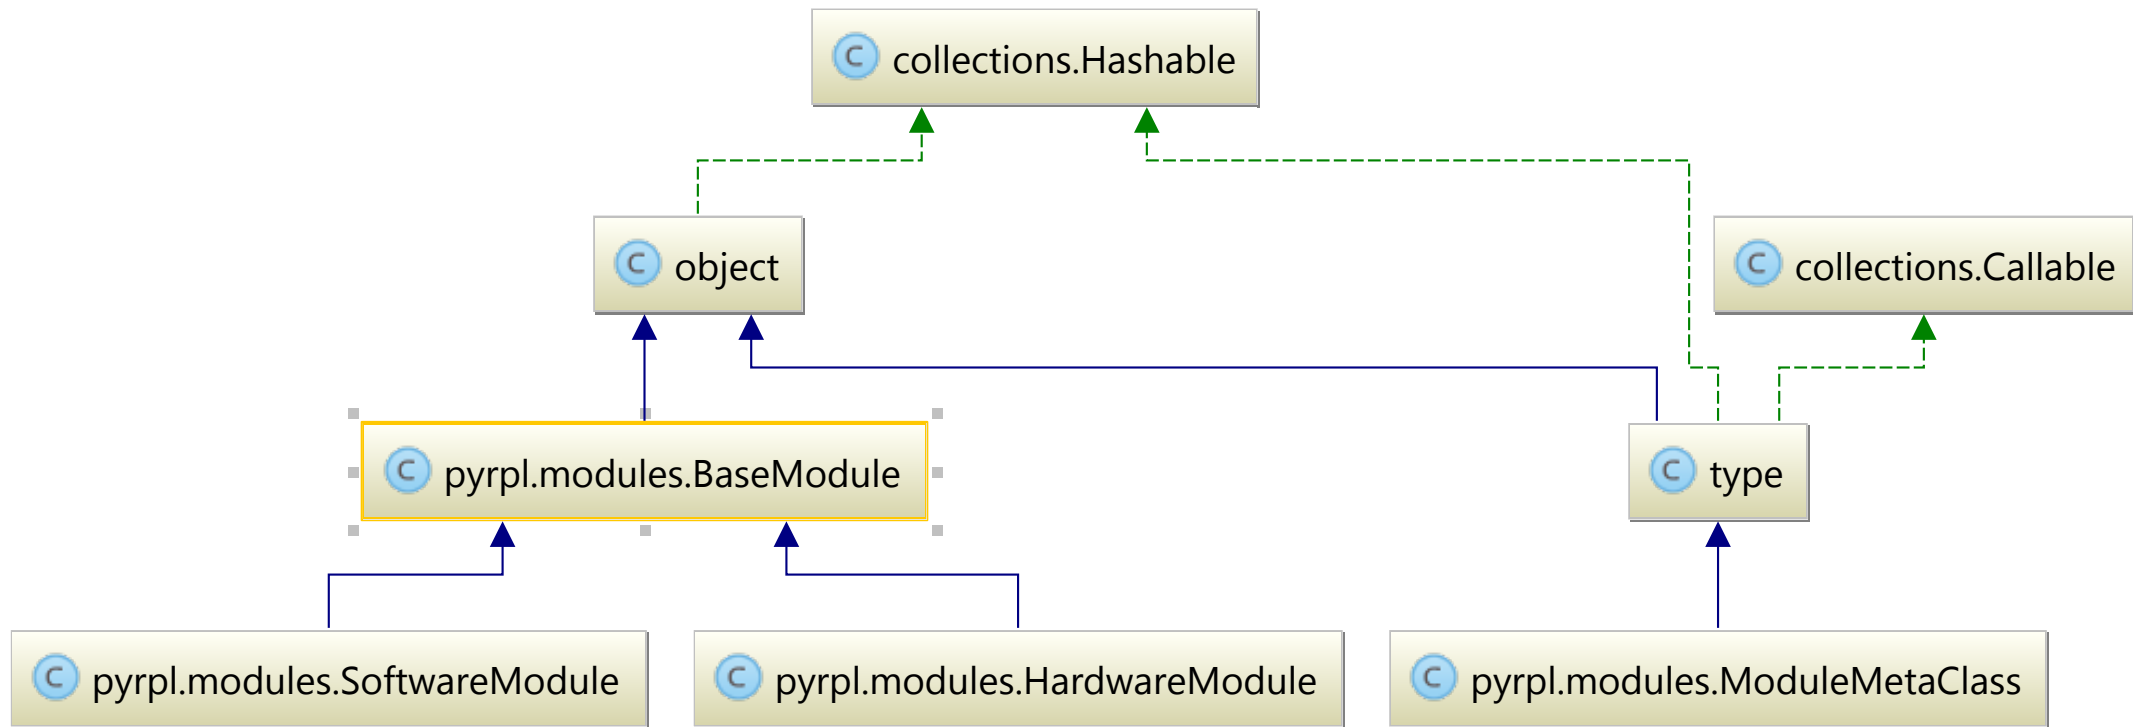 C collections.Hashable
C object
C collections.Callable
C pyrpl.modules.BaseModule
C type
C pyrpl.modules.SoftwareModule
C pyrpl.modules.HardwareModule
C pyrpl.modules.ModuleMetaClass